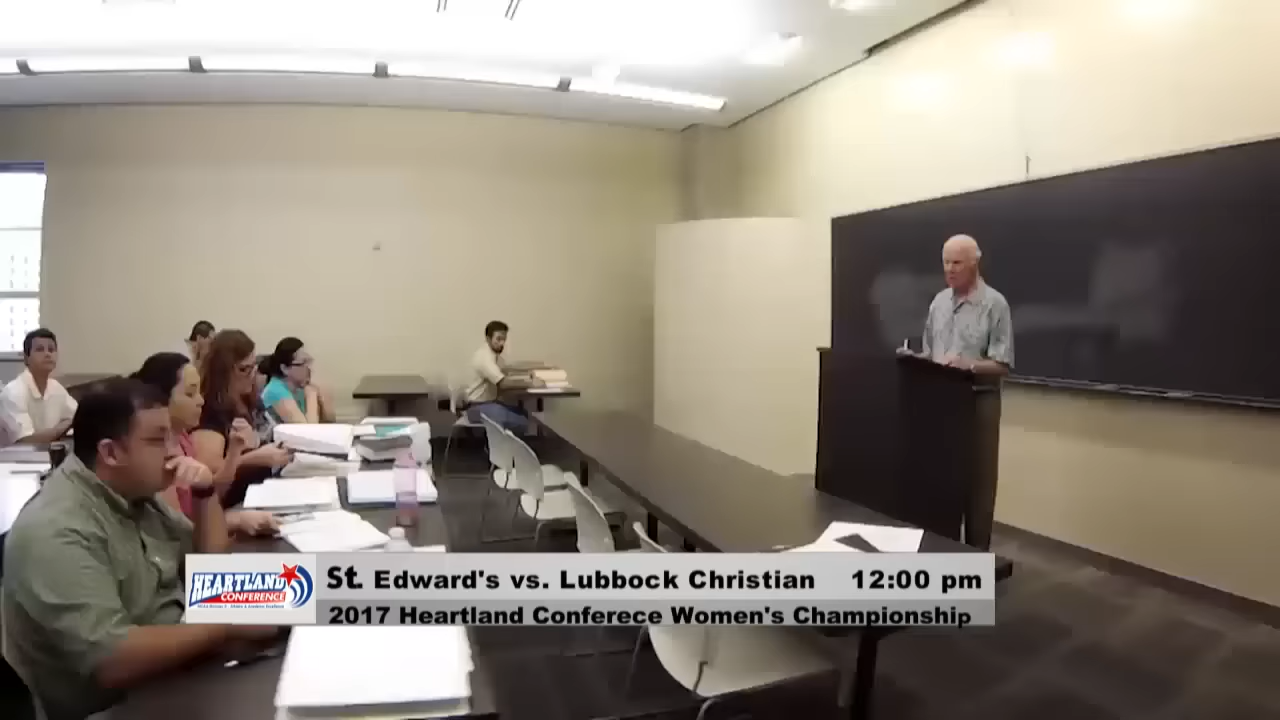 HEARTLAND
CONFERENCE
St. Edward's vs. Lubbock Christian 12:00 pm
2017 Heartland Conferece Women's Championship